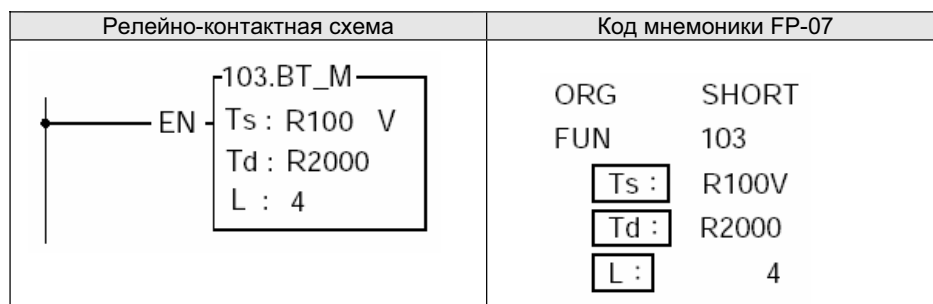 Релейно-контактная схема
Код мнемоники FP-07
103.BT_M
EN
Ts : R100 V
Td : R2000
L : 4
ORG SHORT
FUN 103
Ts : R100V
Td : R2000
L : 4